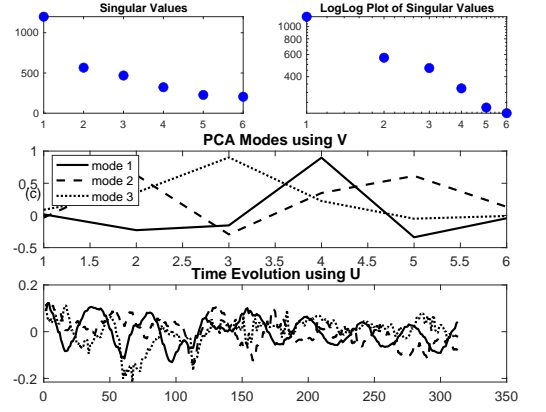 Singular Values
1000
500
0
1 2 3 4 5 6
LogLog Plot of Singular Values
1000
800
600
400
1 2 3 4 5 6
PCA Modes using V
1
0.5
0
-0.5
(c)
mode 1
mode 2
mode 3
1 1.5 2 2.5 3 3.5 4 4.5 5 5.5 6
Time Evolution using U
0.2
0
-0.2
0 50 100 150 200 250 300 350